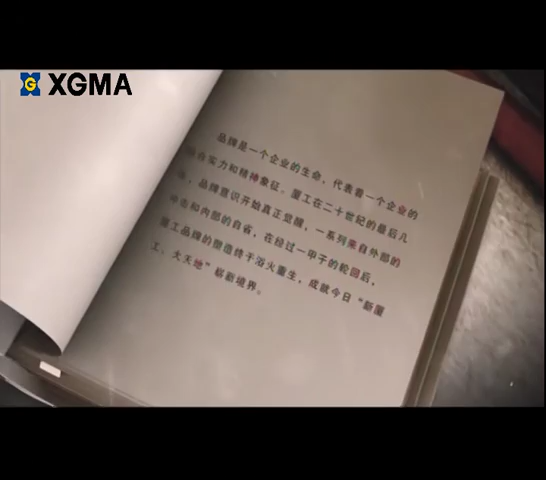 XGMA
品牌是一个企业的生命,代表着一个企业的
综合实力和精神象征。厦工在二十世纪的最后几
年,品牌意识开始真正觉醒,一系列来自外部的
冲击和内部的自省,在经过一甲子的轮回后,
厦工品牌的微造终于浴火重生,成就今日“新厦
工、大天地”崭新境界。